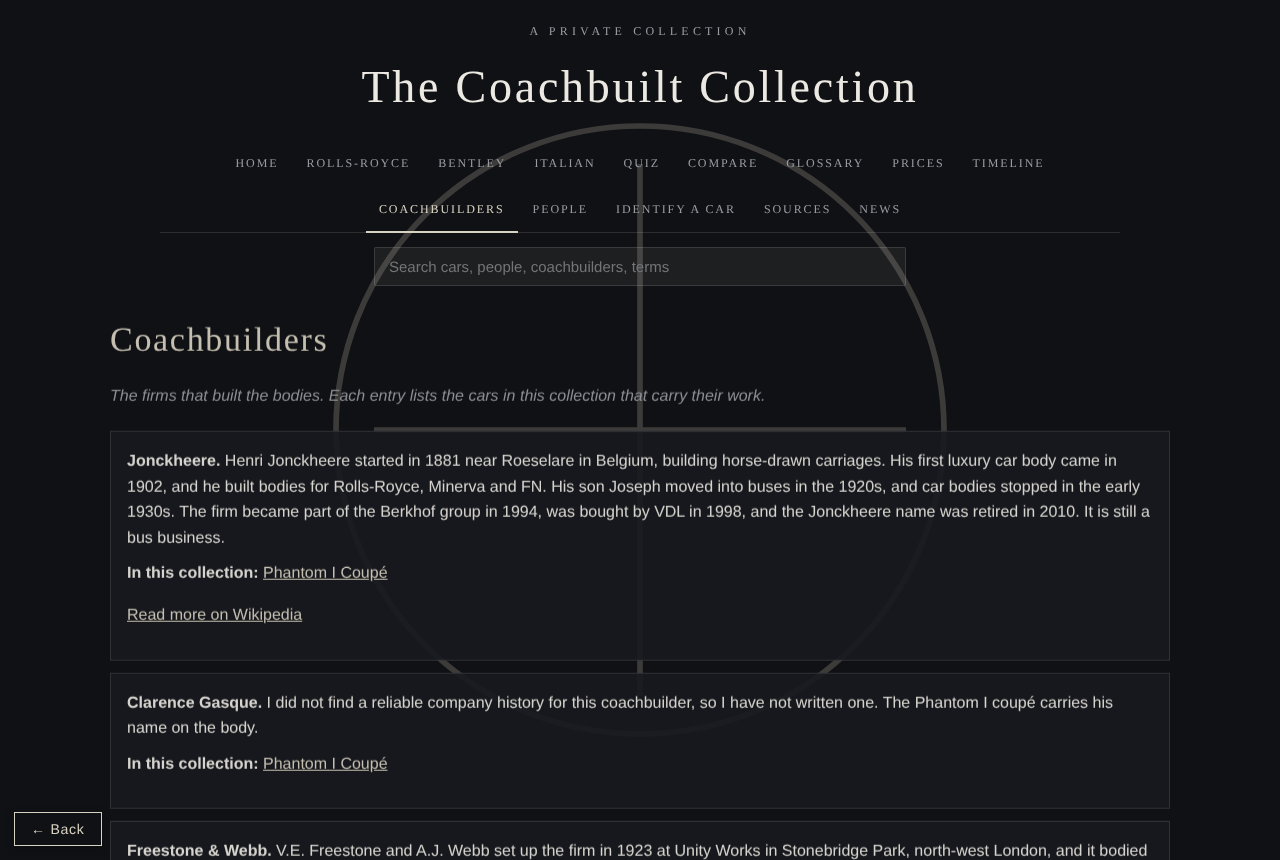 A PRIVATE COLLECTION
The Coachbuilt Collection
HOME ROLLS-ROYCE BENTLEY ITALIAN QUIZ COMPARE GLOSSARY PRICES TIMELINE
COACHBUILDERS PEOPLE IDENTIFY A CAR SOURCES NEWS
Search cars, people, coachbuilders, terms
Coachbuilders
The firms that built the bodies. Each entry lists the cars in this collection that carry their work.
Jonckheere. Henri Jonckheere started in 1881 near Roeselare in Belgium, building horse-drawn carriages. His first luxury car body came in
1902, and he built bodies for Rolls-Royce, Minerva and FN. His son Joseph moved into buses in the 1920s, and car bodies stopped in the early
1930s. The firm became part of the Berkhof group in 1994, was bought by VDL in 1998, and the Jonckheere name was retired in 2010. It is still a
bus business.
In this collection: Phantom I Coupé
Read more on Wikipedia
Clarence Gasque. I did not find a reliable company history for this coachbuilder, so I have not written one. The Phantom I coupé carries his
name on the body.
In this collection: Phantom I Coupé
← Back
Freestone & Webb. V.E. Freestone and A.J. Webb set up the firm in 1923 at Unity Works in Stonebridge Park, north-west London, and it bodied